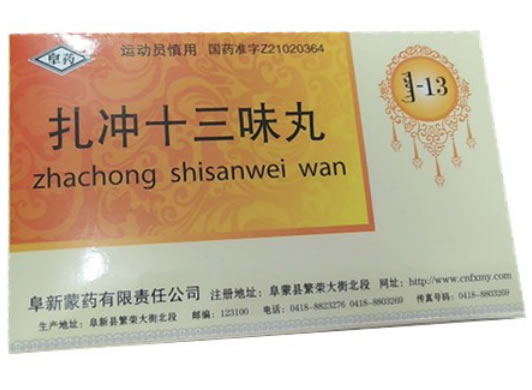 阜药
运动员慎用 国药准字Z21020364
-13
扎冲十三味丸
zhachong shisanwei wan
阜新蒙药有限责任公司 注册地址：阜蒙县繁荣大街北段 网址：http://www.cnfxmy.com
生产地址：阜新县繁荣大街北段 邮编：123100 电话：0418-8823276 0418-8803269 传真号码：0418-8803269